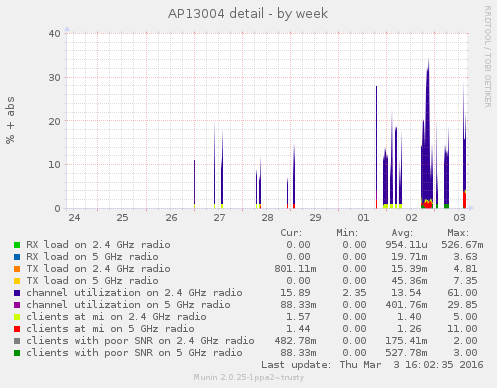 AP13004 detail - by week
RRDTOOL / TOBI OETIKER
% + abs
40
30
20
10
0
24 25 26 27 28 29 01 02 03
Cur: Min: Avg: Max:
RX load on 2.4 GHz radio 0.00 0.00 954.11u 526.67m
RX load on 5 GHz radio 0.00 0.00 19.71m 3.63
TX load on 2.4 GHz radio 801.11m 0.00 15.39m 4.81
TX load on 5 GHz radio 0.00 0.00 45.36m 7.35
channel utilization on 2.4 GHz radio 15.89 2.35 13.54 61.00
channel utilization on 5 GHz radio 88.33m 0.00 401.76m 29.85
clients at mi on 2.4 GHz radio 1.57 0.00 1.40 5.00
clients at mi on 5 GHz radio 1.44 0.00 1.26 11.00
clients with poor SNR on 2.4 GHz radio 482.78m 0.00 175.41m 2.00
clients with poor SNR on 5 GHz radio 88.33m 0.00 527.78m 3.00
Last update: Thu Mar 3 16:02:35 2016
Munin 2.0.25-1ppa2~trusty